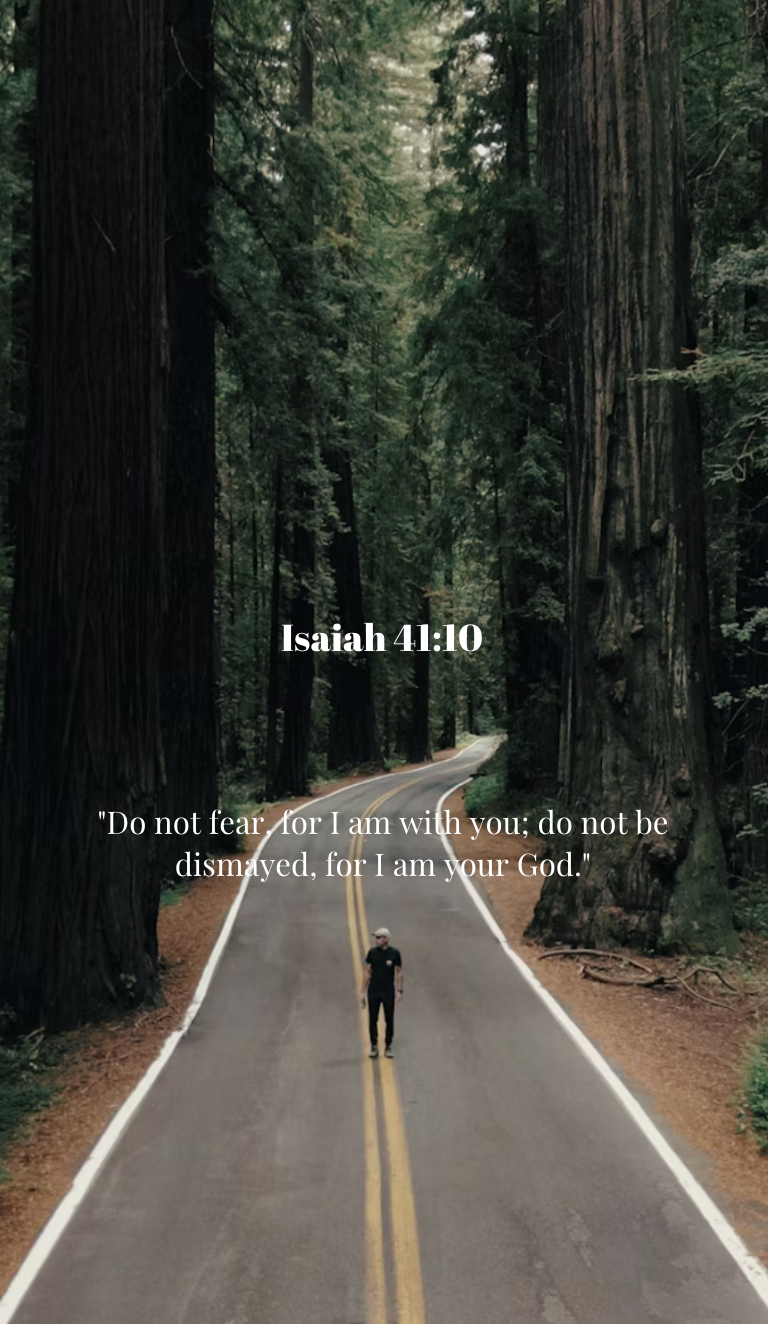 Isaiah 41:10
"Do not fear, for I am with you; do not be
dismayed, for I am your God."